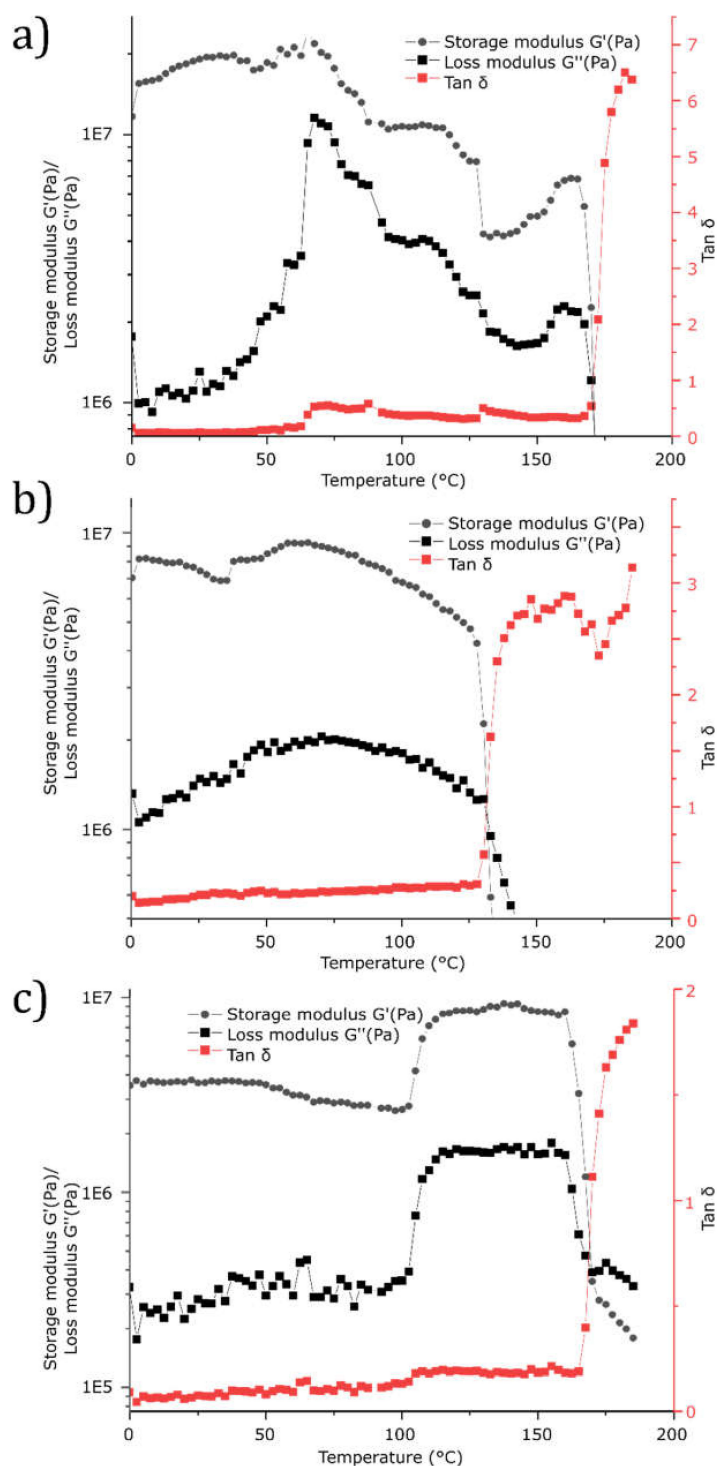 a)
Storage modulus G'(Pa)
Loss modulus G''(Pa)
Tan δ
1E7
1E6
Storage modulus G'(Pa)/
Loss modulus G''(Pa)
7
6
5
4
3
2
1
0
Tan δ
0 50 100 150 200
Temperature (°C)
b)
Storage modulus G'(Pa)
Loss modulus G''(Pa)
Tan δ
1E7
1E6
Storage modulus G'(Pa)/
Loss modulus G''(Pa)
3
2
1
0
Tan δ
0 50 100 150 200
Temperature (°C)
c)
Storage modulus G'(Pa)
Loss modulus G''(Pa)
Tan δ
1E7
1E6
1E5
Storage modulus G'(Pa)/
Loss modulus G''(Pa)
2
1
0
Tan δ
0 50 100 150 200
Temperature (°C)